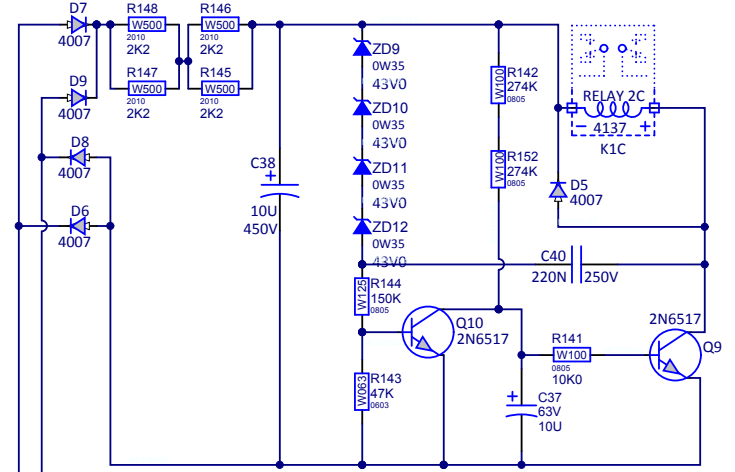 D7
4007
R148
W500
2010
2K2
R146
W500
2010
2K2
D9
4007
R147
W500
2010
2K2
R145
W500
2010
2K2
D8
4007
D6
4007
C38
+
10U
450V
ZD9
0W35
43V0
ZD10
0W35
43V0
ZD11
0W35
43V0
ZD12
0W35
43V0
R142
W100
274K
0805
R152
W100
274K
0805
RELAY 2C
− 4137 +
K1C
D5
4007
C40
220N 250V
R144
W125
150K
0805
R143
W063
47K
0603
Q10
2N6517
R141
W100
0805
10K0
C37
+
63V
10U
2N6517
Q9